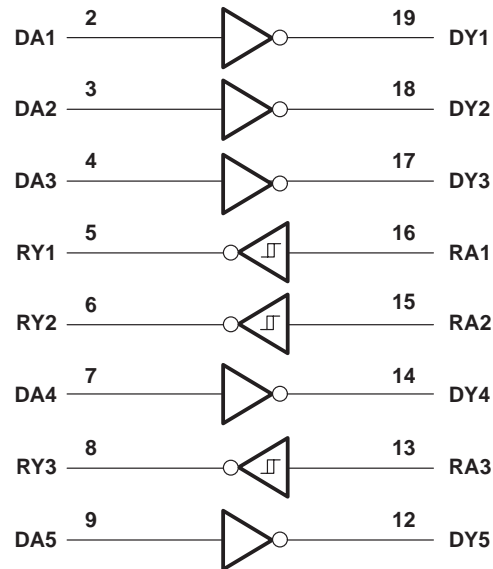 DA1 2 19 DY1
DA2 3 18 DY2
DA3 4 17 DY3
RY1 5 16 RA1
RY2 6 15 RA2
DA4 7 14 DY4
RY3 8 13 RA3
DA5 9 12 DY5